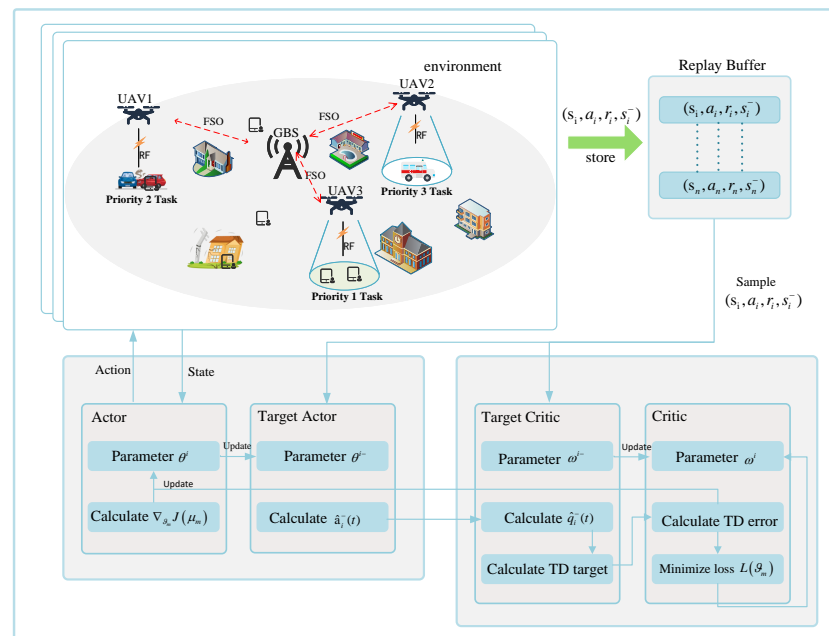 environment
UAV1
FSO
GBS
FSO
UAV2
RF
RF
Priority 2 Task
FSO
UAV3
Priority 3 Task
RF
Priority 1 Task
(s_i, a_i, r_i, s_i^-)
store
Replay Buffer
(s_i, a_i, r_i, s_i^-)
(s_n, a_n, r_n, s_n^-)
Sample
(s_i, a_i, r_i, s_i^-)
Action
State
Actor
Parameter θ^i
Update
Update
Calculate ∇_{ϑ_m} J(μ_m)
Target Actor
Parameter θ^{i−}
Calculate â_i^-(t)
Target Critic
Parameter ω^{i−}
Update
Calculate q̂_i^-(t)
Calculate TD target
Critic
Parameter ω^i
Calculate TD error
Minimize loss L(ϑ_m)